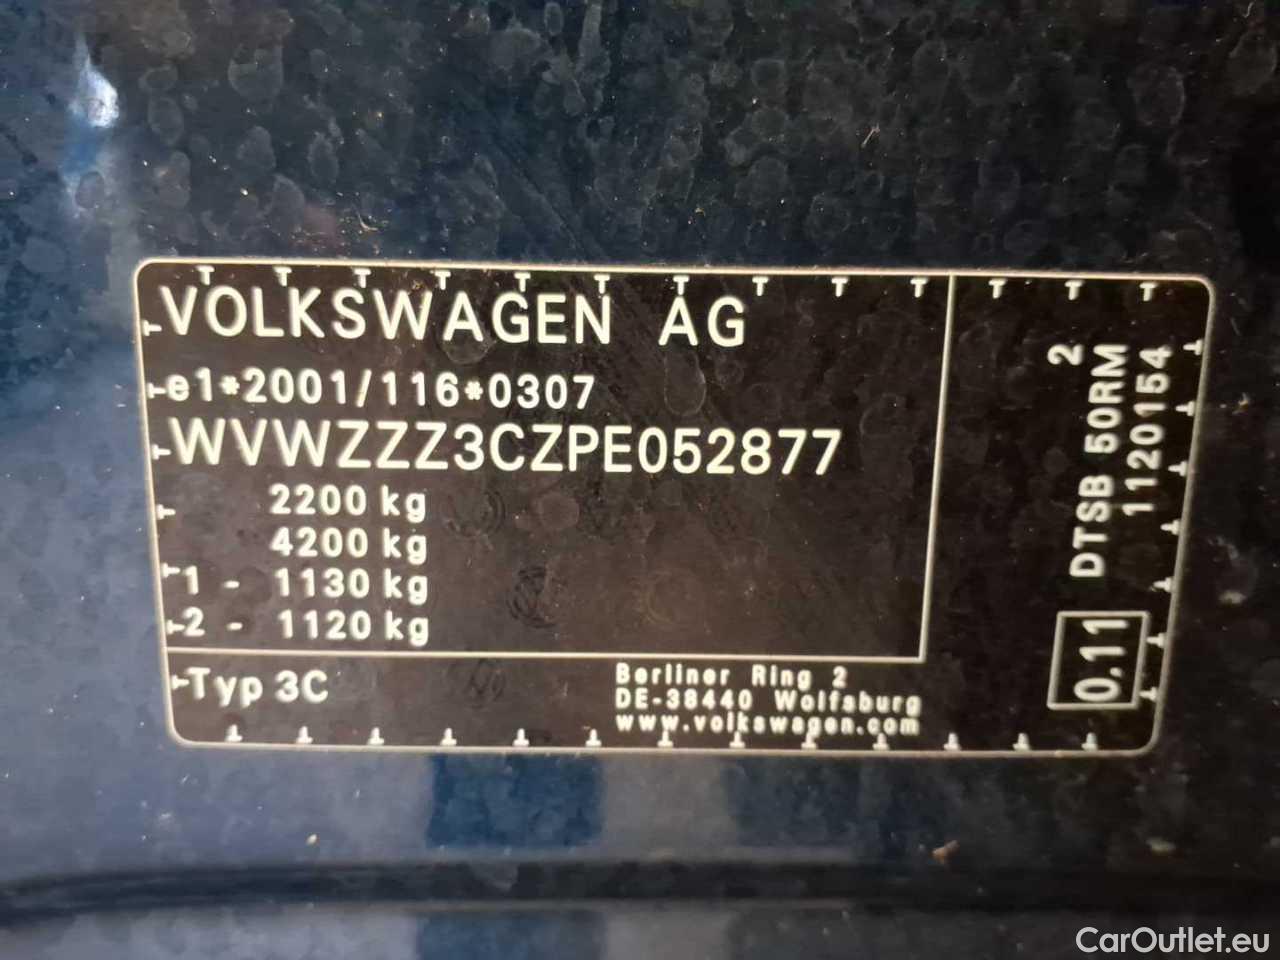 VOLKSWAGEN AG
e1*2001/116*0307
WVWZZZ3CZPE052877
2200 kg
4200 kg
1 - 1130 kg
2 - 1120 kg
Typ 3C
Berliner Ring 2
DE-38440 Wolfsburg
www.volkswagen.com
2
DTSB 50RM
1120154
0,11
CarOutlet.eu